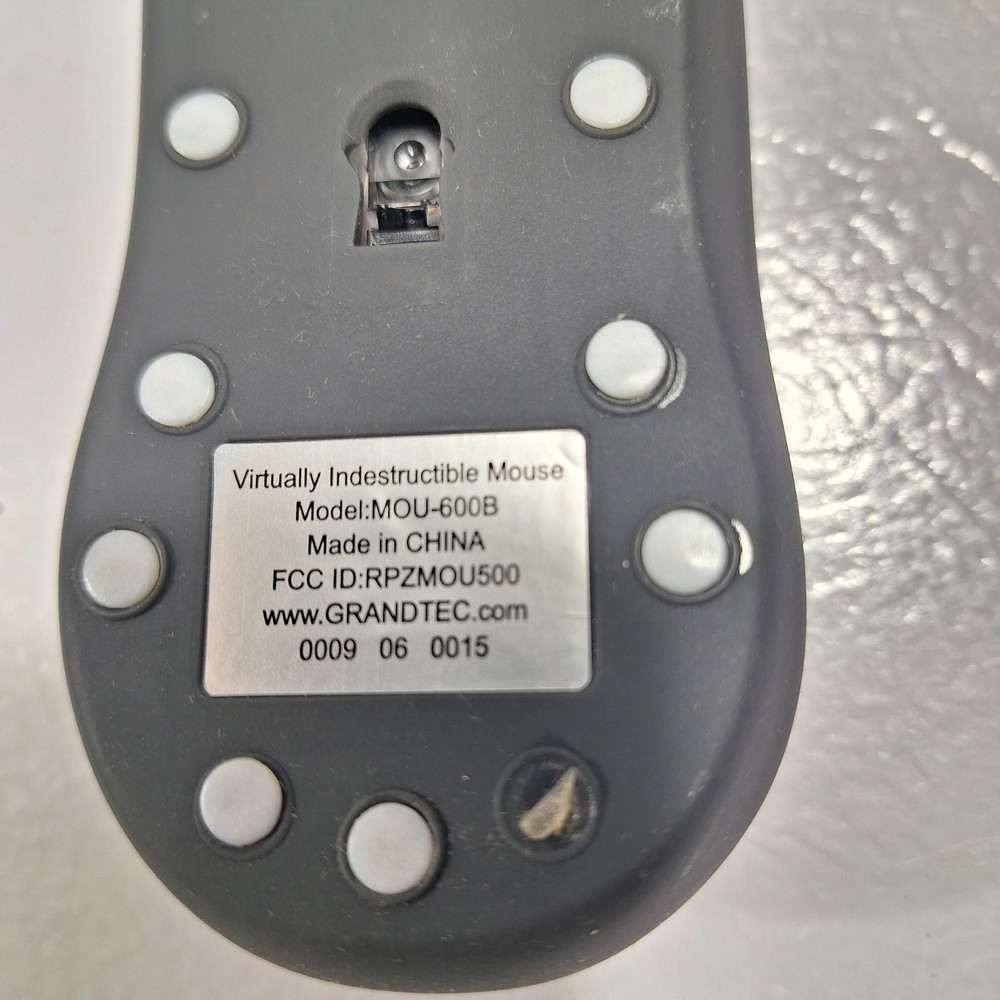 Virtually Indestructible Mouse
Model:MOU-600B
Made in CHINA
FCC ID:RPZMOU500
www.GRANDTEC.com
0009 06 0015